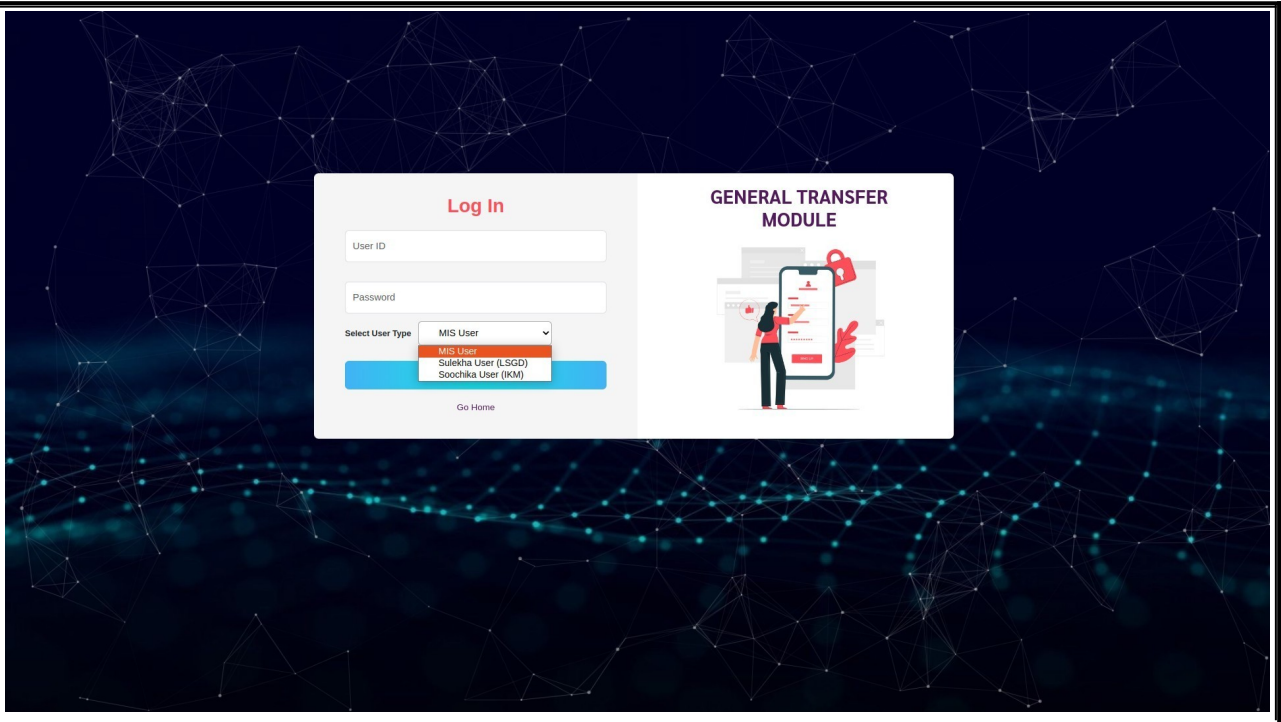 Log In
User ID
Password
Select User Type
MIS User
MIS User
Sulekha User (LSGD)
Soochika User (IKM)
Go Home
GENERAL TRANSFER
MODULE